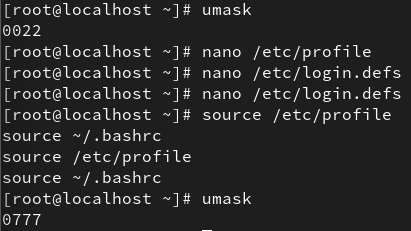 [root@localhost ~]# umask
0022
[root@localhost ~]# nano /etc/profile
[root@localhost ~]# nano /etc/login.defs
[root@localhost ~]# nano /etc/login.defs
[root@localhost ~]# source /etc/profile
source ~/.bashrc
source /etc/profile
source ~/.bashrc
[root@localhost ~]# umask
0777